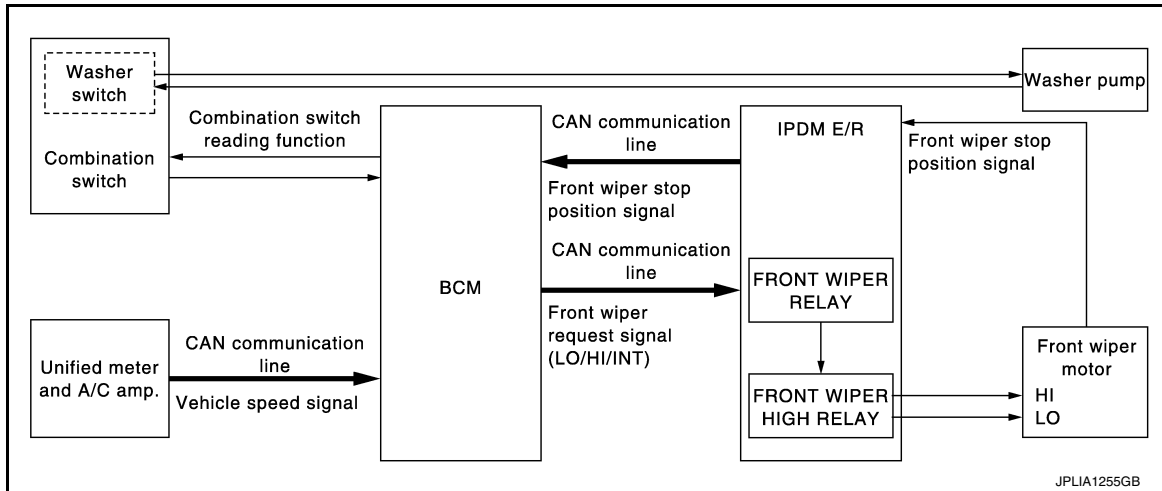 Washer
switch
Combination
switch
Combination switch
reading function
Unified meter
and A/C amp.
CAN communication
line
Vehicle speed signal
BCM
CAN communication
line
Front wiper stop
position signal
CAN communication
line
Front wiper
request signal
(LO/HI/INT)
IPDM E/R
FRONT WIPER
RELAY
FRONT WIPER
HIGH RELAY
Washer pump
Front wiper stop
position signal
Front wiper
motor
HI
LO
JPLIA1255GB